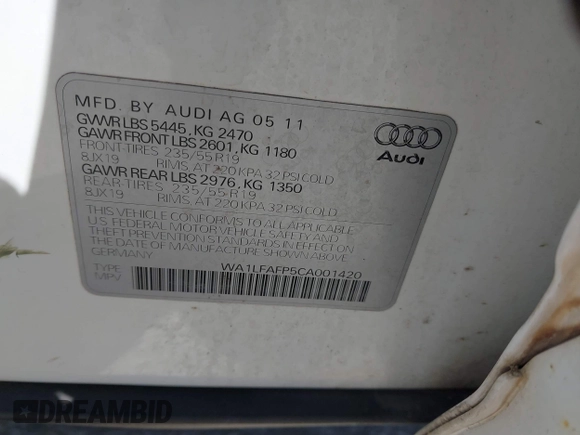 MFD. BY AUDI AG 05 11
GVWR LBS 5445, KG 2470
GAWR FRONT LBS 2601, KG 1180
FRONT TIRES 235/55 R19
8JX19 RIMS, AT 220 KPA 32 PSI COLD
GAWR REAR LBS 2976, KG 1350
REAR TIRES 235/55-R19
8JX19 RIMS, AT 220 KPA 32 PSI COLD
THIS VEHICLE CONFORMS TO ALL APPLICABLE
U.S FEDERAL MOTOR VEHICLE SAFETY AND
THEFT PREVENTION STANDARDS IN EFFECT ON
THE DATE OF MANUFACTURE SHOWN ABOVE
GERMANY
TYPE WA1LFAFP5CA001420
MPV
Audi
DREAMBID